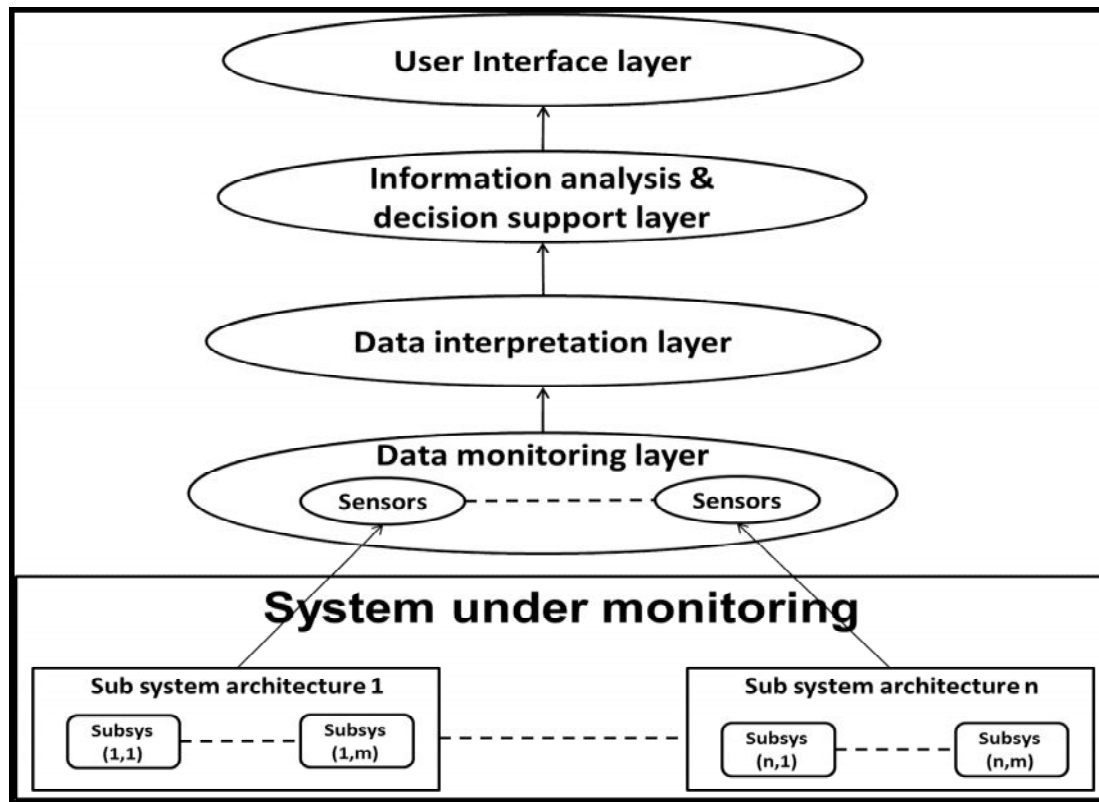 User Interface layer
Information analysis &
decision support layer
Data interpretation layer
Data monitoring layer
Sensors
Sensors
System under monitoring
Sub system architecture 1
Subsys
(1,1)
Subsys
(1,m)
Sub system architecture n
Subsys
(n,1)
Subsys
(n,m)